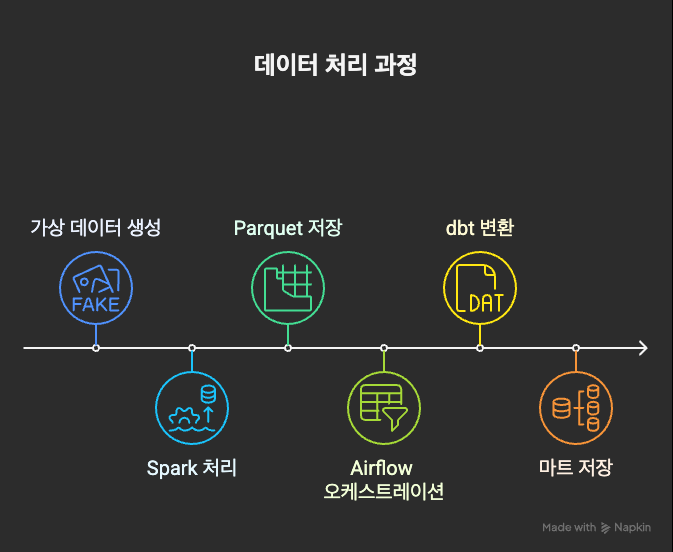 데이터 처리 과정
가상 데이터 생성
FAKE
Spark 처리
Parquet 저장
Airflow
오케스트레이션
dbt 변환
DAT
마트 저장
Made with Napkin